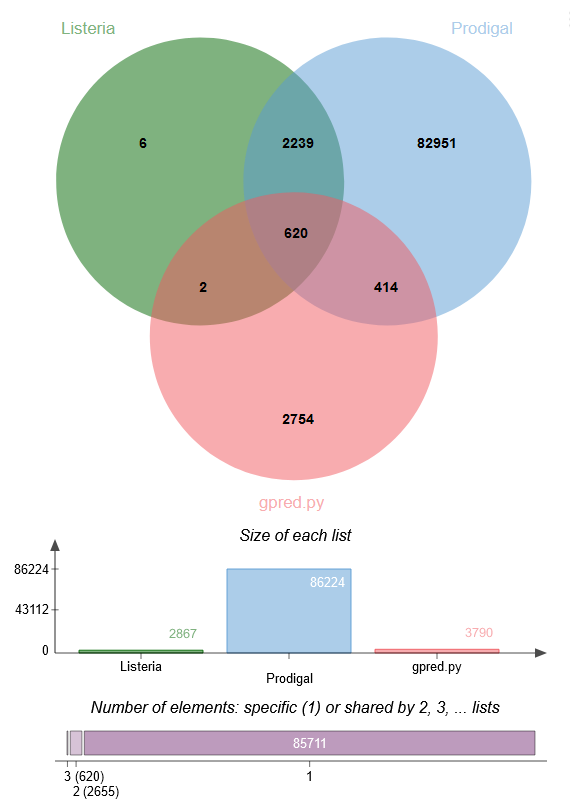 Listeria
Prodigal
6
2239
82951
620
2
414
2754
gpred.py
Size of each list
86224
43112
0
2867
86224
3790
Listeria
Prodigal
gpred.py
Number of elements: specific (1) or shared by 2, 3, ... lists
85711
3 (620)
1
2 (2655)